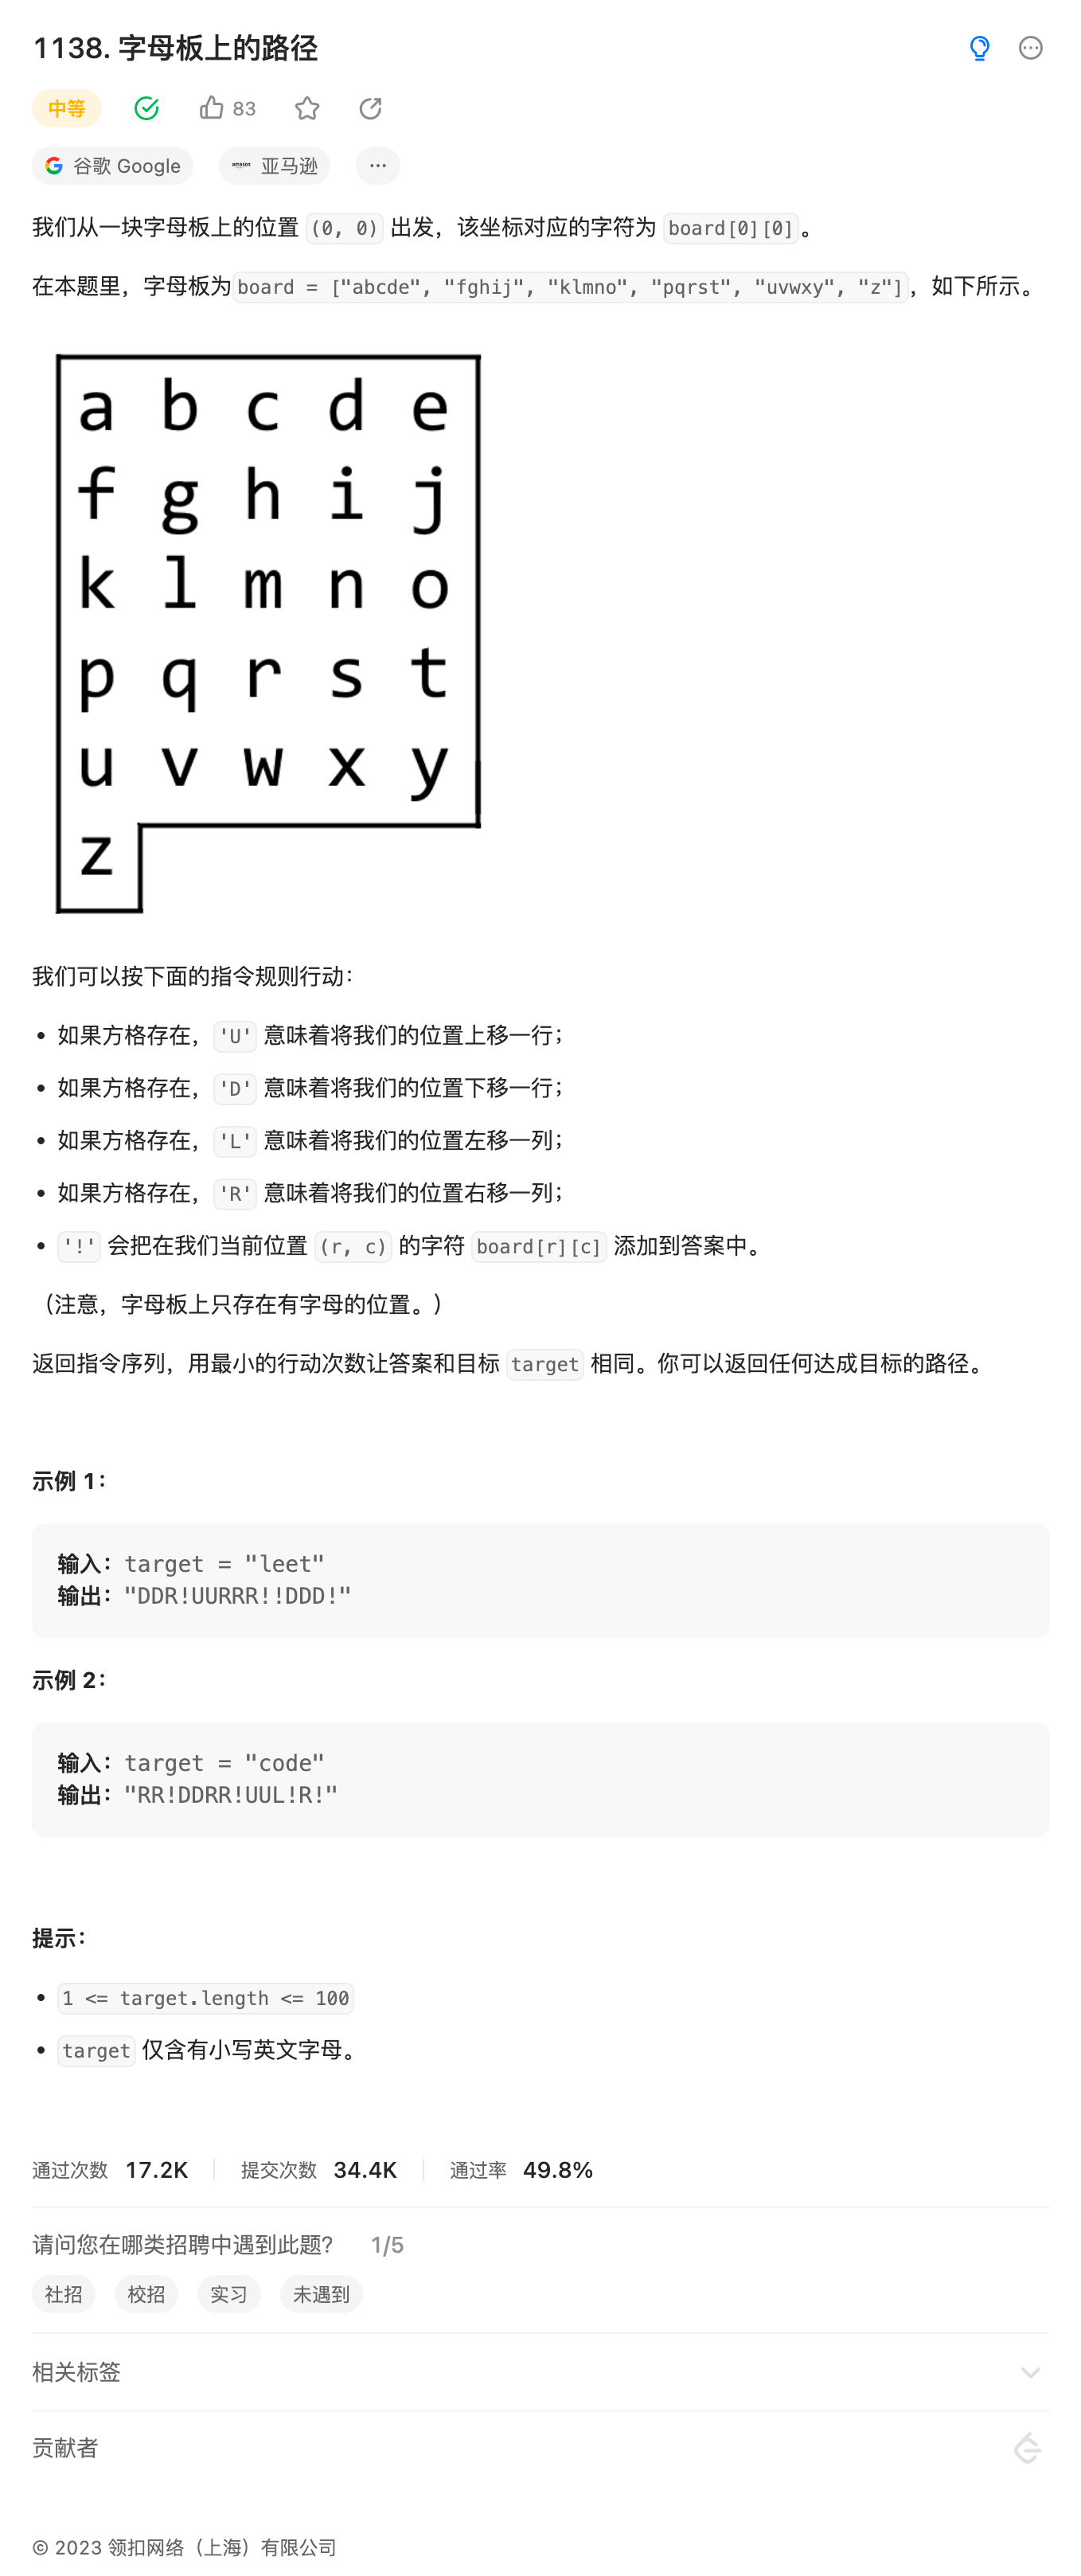 1138. 字母板上的路径
中等 83
谷歌 Google amazon 亚马逊 ···
我们从一块字母板上的位置 (0, 0) 出发，该坐标对应的字符为 board[0][0]。
在本题里，字母板为board = ["abcde", "fghij", "klmno", "pqrst", "uvwxy", "z"]，如下所示。
a b c d e
f g h i j
k l m n o
p q r s t
u v w x y
z
我们可以按下面的指令规则行动：
• 如果方格存在， 'U' 意味着将我们的位置上移一行；
• 如果方格存在， 'D' 意味着将我们的位置下移一行；
• 如果方格存在， 'L' 意味着将我们的位置左移一列；
• 如果方格存在， 'R' 意味着将我们的位置右移一列；
• '!' 会把在我们当前位置 (r, c) 的字符 board[r][c] 添加到答案中。
（注意，字母板上只存在有字母的位置。）
返回指令序列，用最小的行动次数让答案和目标 target 相同。你可以返回任何达成目标的路径。
示例 1：
输入：target = "leet"
输出："DDR!UURRR!!DDD!"
示例 2：
输入：target = "code"
输出："RR!DDRR!UUL!R!"
提示：
• 1 <= target.length <= 100
• target 仅含有小写英文字母。
通过次数 17.2K 提交次数 34.4K 通过率 49.8%
请问您在哪类招聘中遇到此题? 1/5
社招 校招 实习 未遇到
相关标签
贡献者
© 2023 领扣网络（上海）有限公司